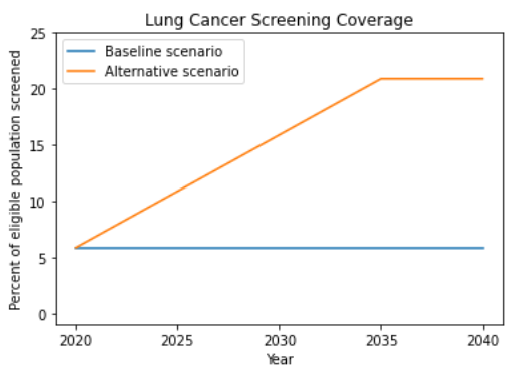 Lung Cancer Screening Coverage
25
20
15
10
5
0
Percent of eligible population screened
Baseline scenario
Alternative scenario
2020
2025
2030
2035
2040
Year